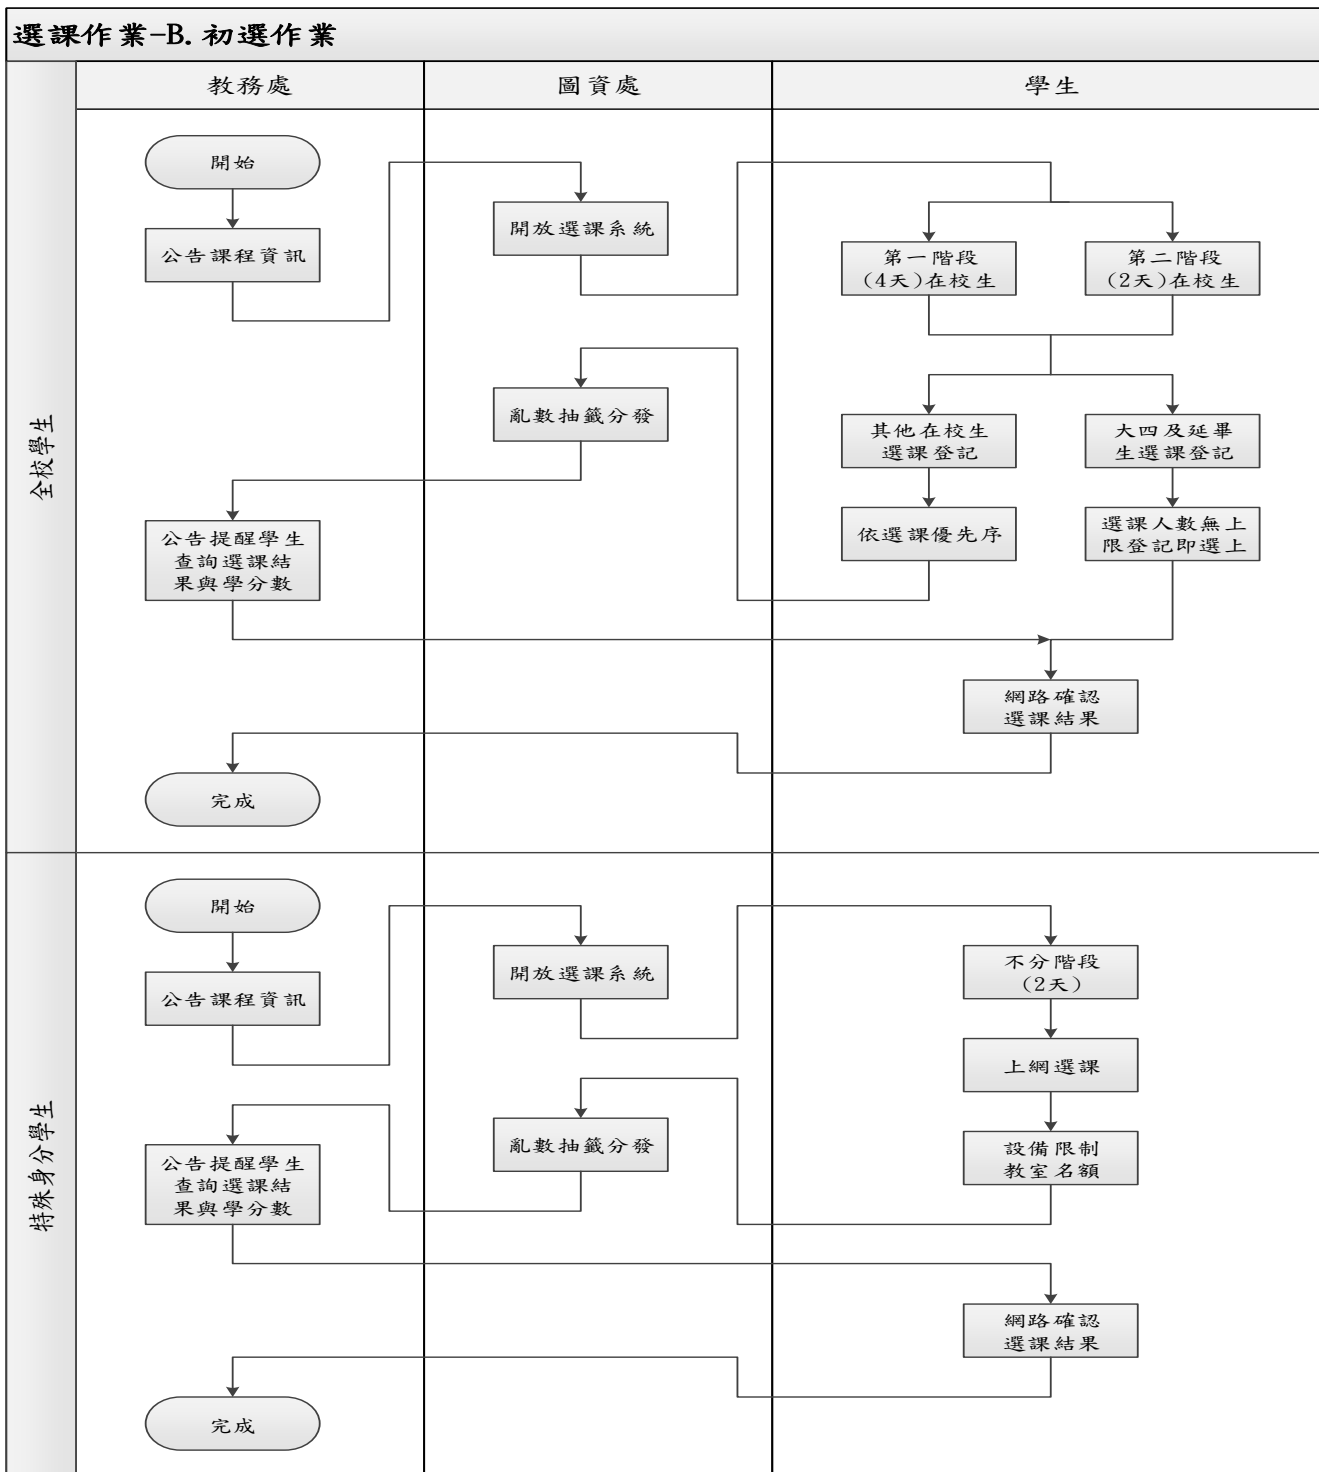 選課作業-B.初選作業
教務處
圖資處
學生
全校學生
開始
公告課程資訊
開放選課系統
第一階段
(4天)在校生
第二階段
(2天)在校生
其他在校生
選課登記
大四及延畢
生選課登記
依選課優先序
選課人數無上
限登記即選上
亂數抽籤分發
公告提醒學生
查詢選課結
果與學分數
網路確認
選課結果
完成
特殊身分學生
開始
公告課程資訊
開放選課系統
不分階段
(2天)
上網選課
設備限制
教室名額
亂數抽籤分發
公告提醒學生
查詢選課結
果與學分數
網路確認
選課結果
完成